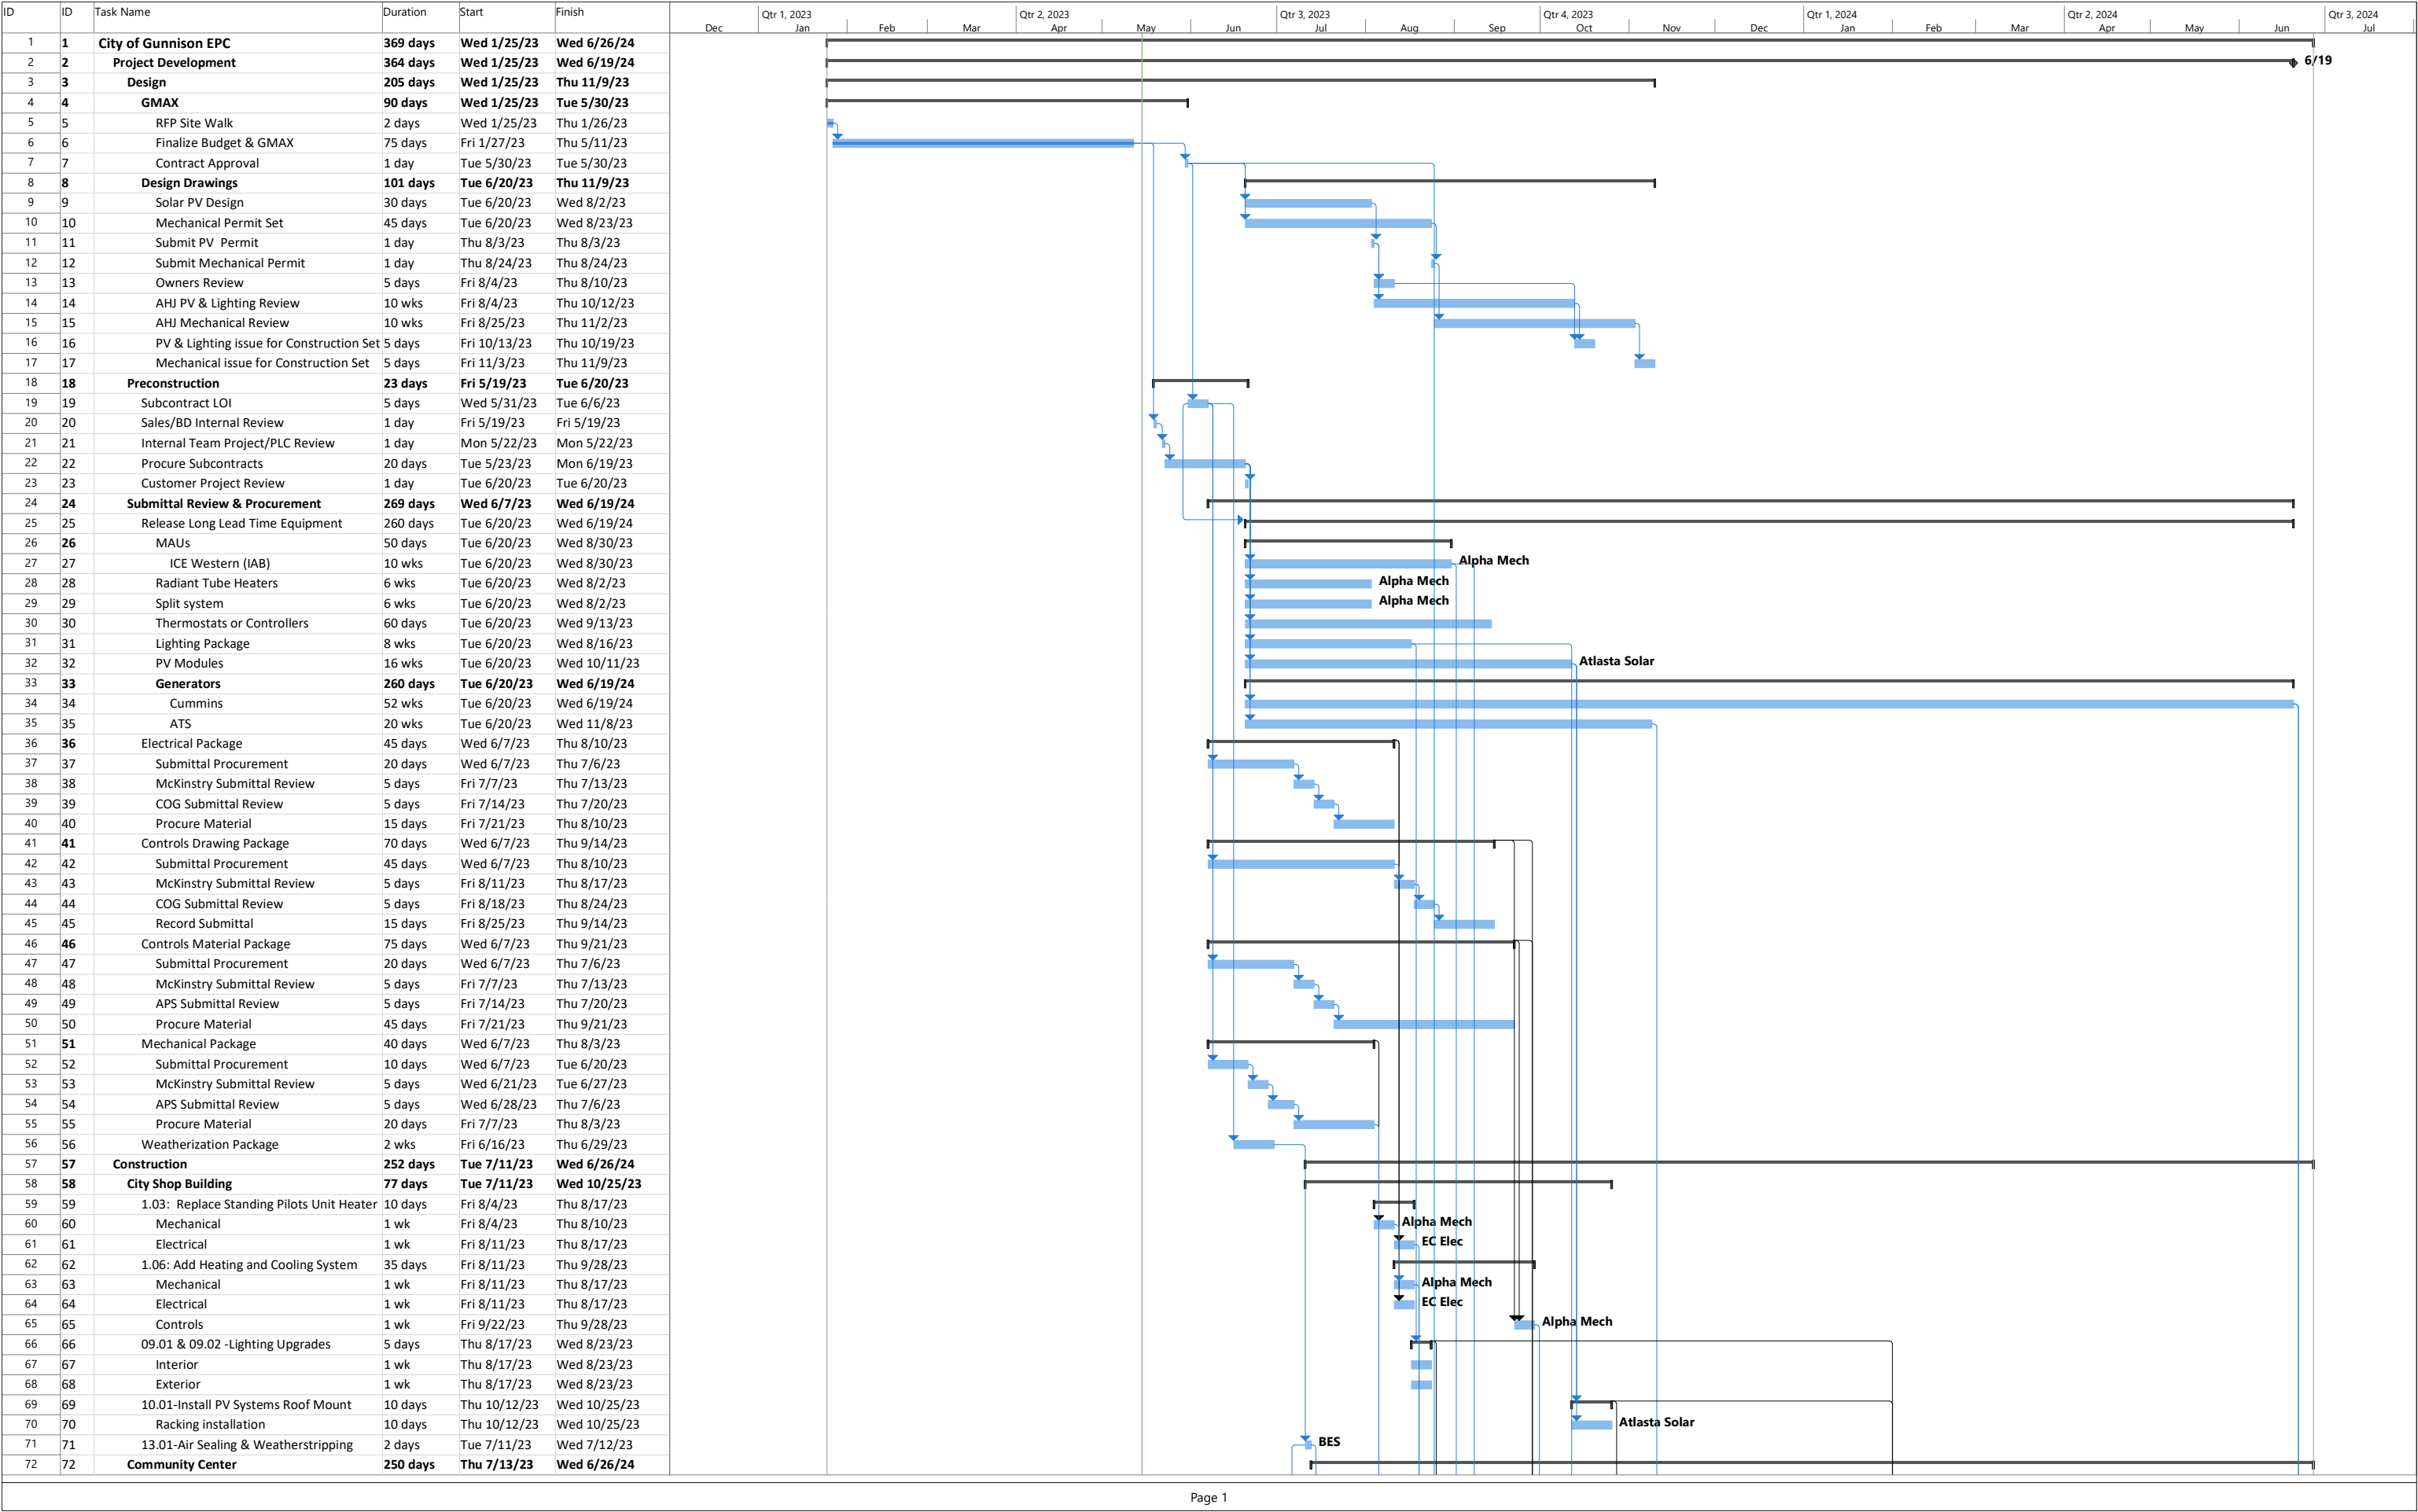 ID ID Task Name Duration Start Finish Qtr 1, 2023 Qtr 2, 2023 Qtr 3, 2023 Qtr 4, 2023 Qtr 1, 2024 Qtr 2, 2024 Qtr 3, 2024
Dec Jan Feb Mar Apr May Jun Jul Aug Sep Oct Nov Dec Jan Feb Mar Apr May Jun Jul
1 1 City of Gunnison EPC 369 days Wed 1/25/23 Wed 6/26/24
2 2 Project Development 364 days Wed 1/25/23 Wed 6/19/24 6/19
3 3 Design 205 days Wed 1/25/23 Thu 11/9/23
4 4 GMAX 90 days Wed 1/25/23 Tue 5/30/23
5 5 RFP Site Walk 2 days Wed 1/25/23 Thu 1/26/23
6 6 Finalize Budget & GMAX 75 days Fri 1/27/23 Thu 5/11/23
7 7 Contract Approval 1 day Tue 5/30/23 Tue 5/30/23
8 8 Design Drawings 101 days Tue 6/20/23 Thu 11/9/23
9 9 Solar PV Design 30 days Tue 6/20/23 Wed 8/2/23
10 10 Mechanical Permit Set 45 days Tue 6/20/23 Wed 8/23/23
11 11 Submit PV Permit 1 day Thu 8/3/23 Thu 8/3/23
12 12 Submit Mechanical Permit 1 day Thu 8/24/23 Thu 8/24/23
13 13 Owners Review 5 days Fri 8/4/23 Thu 8/10/23
14 14 AHJ PV & Lighting Review 10 wks Fri 8/4/23 Thu 10/12/23
15 15 AHJ Mechanical Review 10 wks Fri 8/25/23 Thu 11/2/23
16 16 PV & Lighting issue for Construction Set 5 days Fri 10/13/23 Thu 10/19/23
17 17 Mechanical issue for Construction Set 5 days Fri 11/3/23 Thu 11/9/23
18 18 Preconstruction 23 days Fri 5/19/23 Tue 6/20/23
19 19 Subcontract LOI 5 days Wed 5/31/23 Tue 6/6/23
20 20 Sales/BD Internal Review 1 day Fri 5/19/23 Fri 5/19/23
21 21 Internal Team Project/PLC Review 1 day Mon 5/22/23 Mon 5/22/23
22 22 Procure Subcontracts 20 days Tue 5/23/23 Mon 6/19/23
23 23 Customer Project Review 1 day Tue 6/20/23 Tue 6/20/23
24 24 Submittal Review & Procurement 269 days Wed 6/7/23 Wed 6/19/24
25 25 Release Long Lead Time Equipment 260 days Tue 6/20/23 Wed 6/19/24
26 26 MAUs 50 days Tue 6/20/23 Wed 8/30/23
27 27 ICE Western (IAB) 10 wks Tue 6/20/23 Wed 8/30/23 Alpha Mech
28 28 Radiant Tube Heaters 6 wks Tue 6/20/23 Wed 8/2/23 Alpha Mech
29 29 Split system 6 wks Tue 6/20/23 Wed 8/2/23 Alpha Mech
30 30 Thermostats or Controllers 60 days Tue 6/20/23 Wed 9/13/23
31 31 Lighting Package 8 wks Tue 6/20/23 Wed 8/16/23
32 32 PV Modules 16 wks Tue 6/20/23 Wed 10/11/23 Atlasta Solar
33 33 Generators 260 days Tue 6/20/23 Wed 6/19/24
34 34 Cummins 52 wks Tue 6/20/23 Wed 6/19/24
35 35 ATS 20 wks Tue 6/20/23 Wed 11/8/23
36 36 Electrical Package 45 days Wed 6/7/23 Thu 8/10/23
37 37 Submittal Procurement 20 days Wed 6/7/23 Thu 7/6/23
38 38 McKinstry Submittal Review 5 days Fri 7/7/23 Thu 7/13/23
39 39 COG Submittal Review 5 days Fri 7/14/23 Thu 7/20/23
40 40 Procure Material 15 days Fri 7/21/23 Thu 8/10/23
41 41 Controls Drawing Package 70 days Wed 6/7/23 Thu 9/14/23
42 42 Submittal Procurement 45 days Wed 6/7/23 Thu 8/10/23
43 43 McKinstry Submittal Review 5 days Fri 8/11/23 Thu 8/17/23
44 44 COG Submittal Review 5 days Fri 8/18/23 Thu 8/24/23
45 45 Record Submittal 15 days Fri 8/25/23 Thu 9/14/23
46 46 Controls Material Package 75 days Wed 6/7/23 Thu 9/21/23
47 47 Submittal Procurement 20 days Wed 6/7/23 Thu 7/6/23
48 48 McKinstry Submittal Review 5 days Fri 7/7/23 Thu 7/13/23
49 49 APS Submittal Review 5 days Fri 7/14/23 Thu 7/20/23
50 50 Procure Material 45 days Fri 7/21/23 Thu 9/21/23
51 51 Mechanical Package 40 days Wed 6/7/23 Thu 8/3/23
52 52 Submittal Procurement 10 days Wed 6/7/23 Tue 6/20/23
53 53 McKinstry Submittal Review 5 days Wed 6/21/23 Tue 6/27/23
54 54 APS Submittal Review 5 days Wed 6/28/23 Thu 7/6/23
55 55 Procure Material 20 days Fri 7/7/23 Thu 8/3/23
56 56 Weatherization Package 2 wks Fri 6/16/23 Thu 6/29/23
57 57 Construction 252 days Tue 7/11/23 Wed 6/26/24
58 58 City Shop Building 77 days Tue 7/11/23 Wed 10/25/23
59 59 1.03: Replace Standing Pilots Unit Heater 10 days Fri 8/4/23 Thu 8/17/23
60 60 Mechanical 1 wk Fri 8/4/23 Thu 8/10/23 Alpha Mech
61 61 Electrical 1 wk Fri 8/11/23 Thu 8/17/23 EC Elec
62 62 1.06: Add Heating and Cooling System 35 days Fri 8/11/23 Thu 9/28/23
63 63 Mechanical 1 wk Fri 8/11/23 Thu 8/17/23 Alpha Mech
64 64 Electrical 1 wk Fri 8/11/23 Thu 8/17/23 EC Elec
65 65 Controls 1 wk Fri 9/22/23 Thu 9/28/23 Alpha Mech
66 66 09.01 & 09.02 -Lighting Upgrades 5 days Thu 8/17/23 Wed 8/23/23
67 67 Interior 1 wk Thu 8/17/23 Wed 8/23/23
68 68 Exterior 1 wk Thu 8/17/23 Wed 8/23/23
69 69 10.01-Install PV Systems Roof Mount 10 days Thu 10/12/23 Wed 10/25/23
70 70 Racking installation 10 days Thu 10/12/23 Wed 10/25/23 Atlasta Solar
71 71 13.01-Air Sealing & Weatherstripping 2 days Tue 7/11/23 Wed 7/12/23 BES
72 72 Community Center 250 days Thu 7/13/23 Wed 6/26/24
Page 1